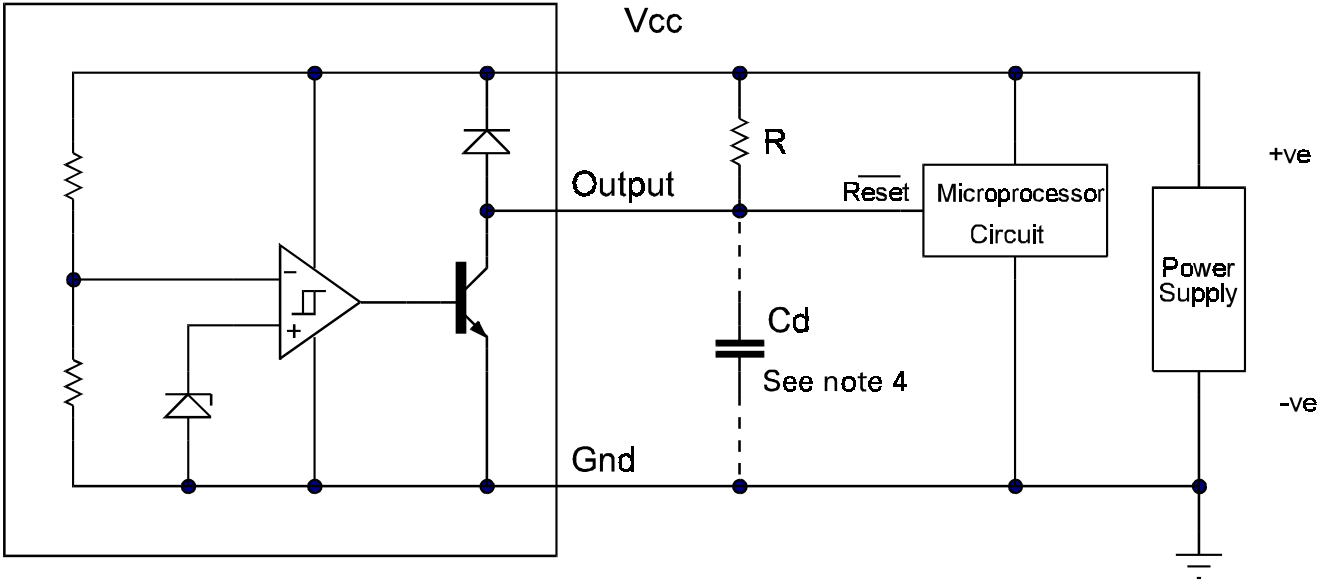 Vcc
R
+ve
Output
Reset
Microprocessor
Circuit
Power
Supply
−
+
Cd
See note 4
-ve
Gnd